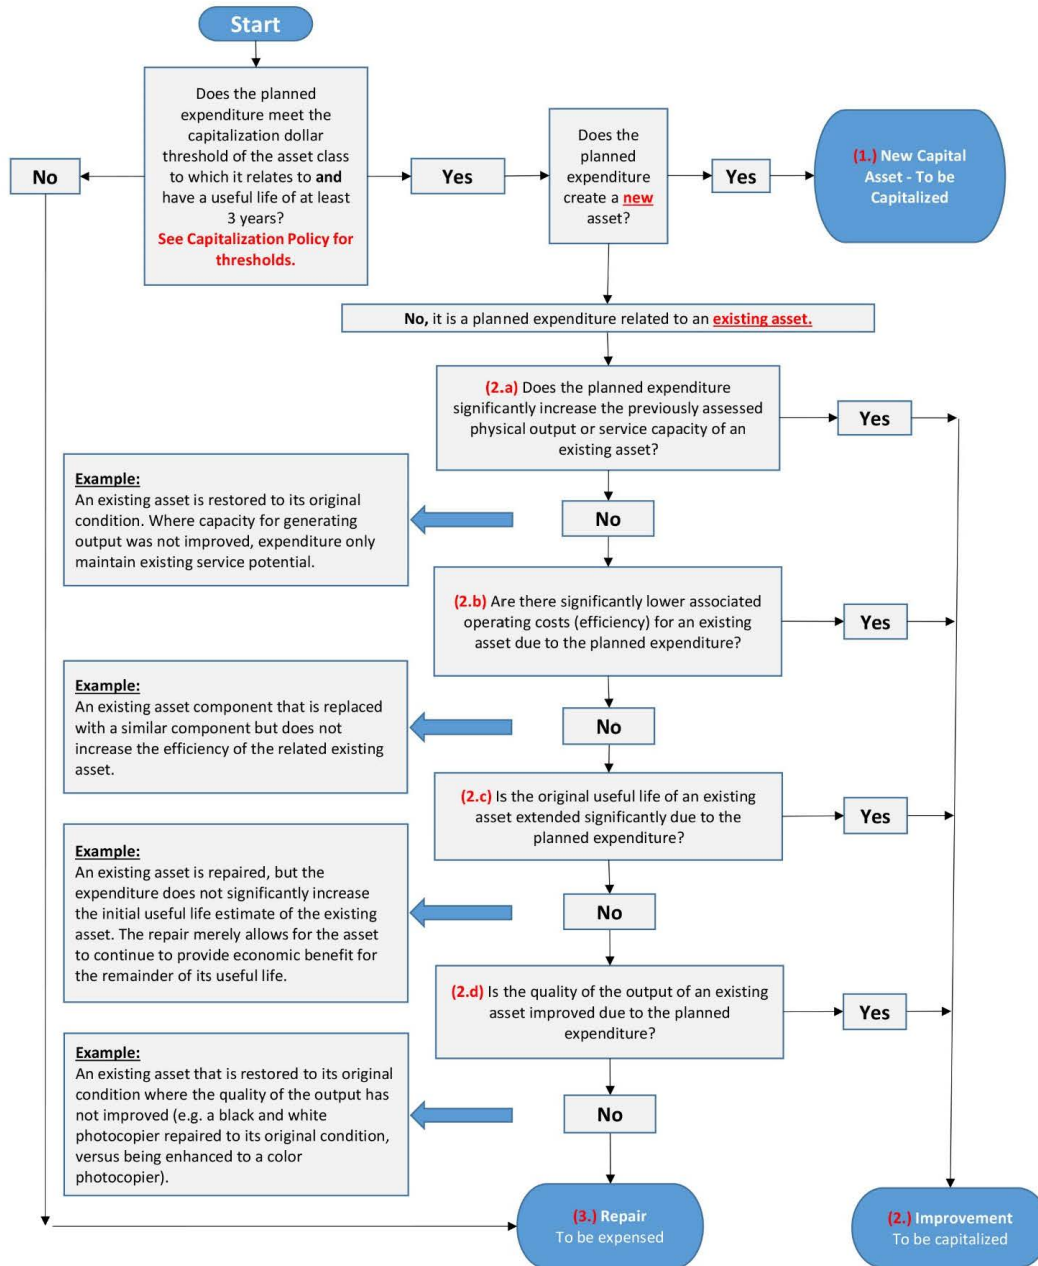 Start
Does the planned
expenditure meet the
capitalization dollar
threshold of the asset class
to which it relates to and
have a useful life of at least
3 years?
See Capitalization Policy for
thresholds.
No
Yes
Does the
planned
expenditure
create a new
asset?
Yes
(1.) New Capital
Asset - To be
Capitalized
No, it is a planned expenditure related to an existing asset.
(2.a) Does the planned expenditure
significantly increase the previously assessed
physical output or service capacity of an
existing asset?
Yes
No
Example:
An existing asset is restored to its original
condition. Where capacity for generating
output was not improved, expenditure only
maintain existing service potential.
(2.b) Are there significantly lower associated
operating costs (efficiency) for an existing
asset due to the planned expenditure?
Yes
No
Example:
An existing asset component that is replaced
with a similar component but does not
increase the efficiency of the related existing
asset.
(2.c) Is the original useful life of an existing
asset extended significantly due to the
planned expenditure?
Yes
No
Example:
An existing asset is repaired, but the
expenditure does not significantly increase
the initial useful life estimate of the existing
asset. The repair merely allows for the asset
to continue to provide economic benefit for
the remainder of its useful life.
(2.d) Is the quality of the output of an existing
asset improved due to the planned
expenditure?
Yes
No
Example:
An existing asset that is restored to its original
condition where the quality of the output has
not improved (e.g. a black and white
photocopier repaired to its original condition,
versus being enhanced to a color
photocopier).
(3.) Repair
To be expensed
(2.) Improvement
To be capitalized